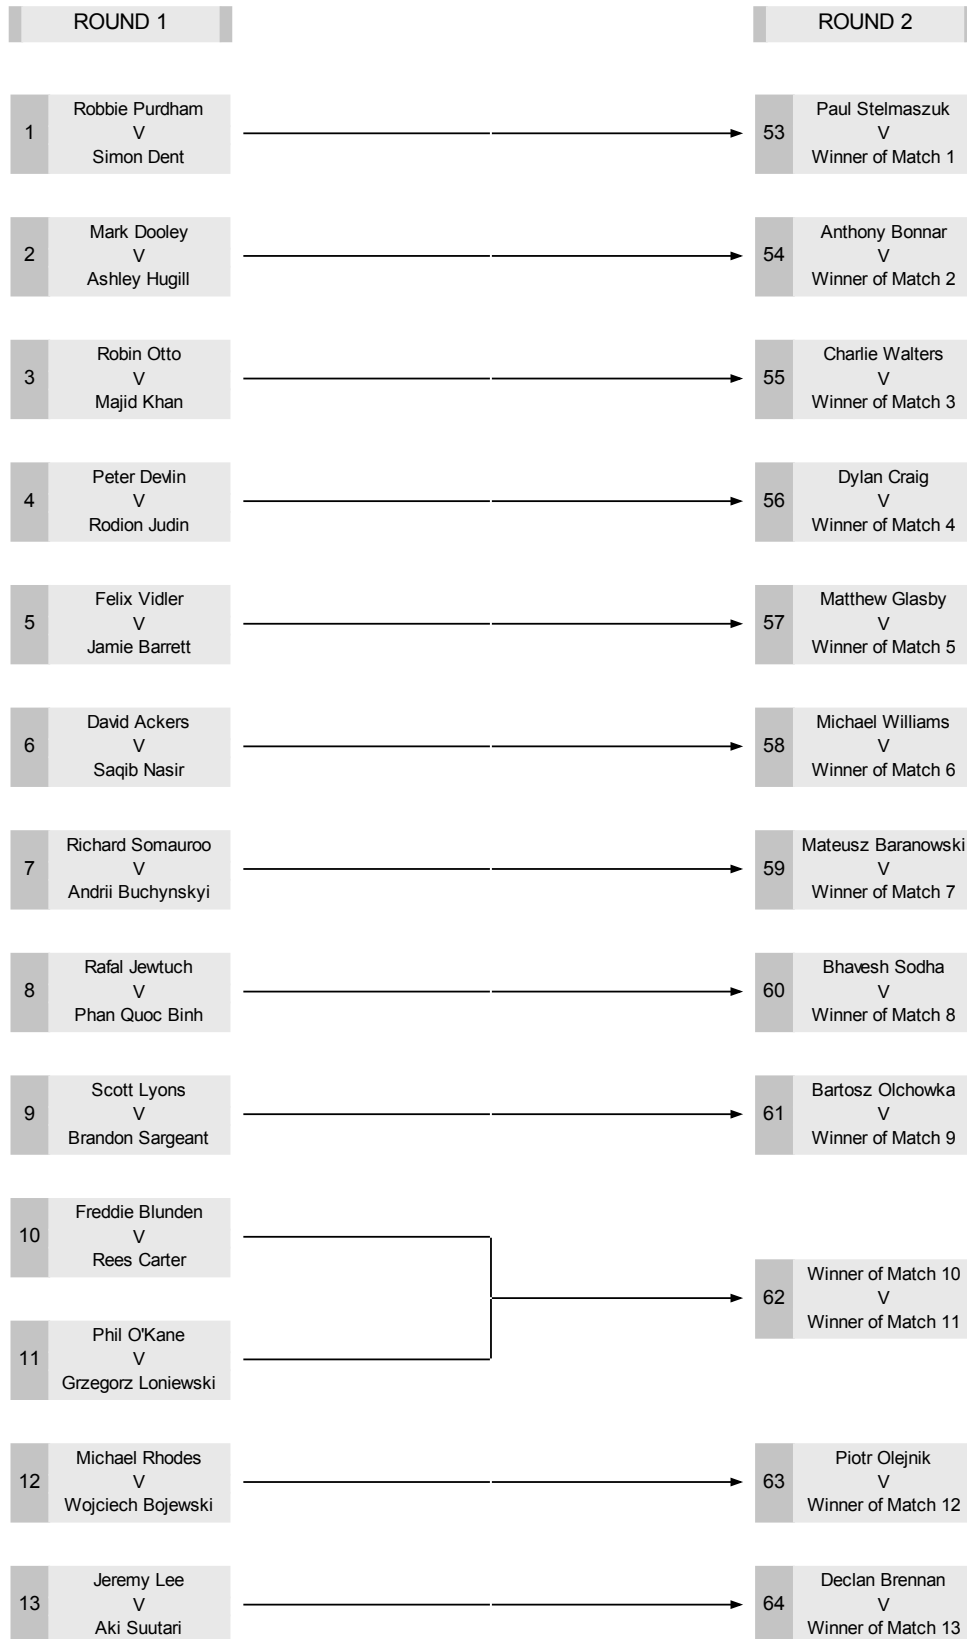 ROUND 1
ROUND 2
1
Robbie Purdham
V
Simon Dent
53
Paul Stelmaszuk
V
Winner of Match 1
2
Mark Dooley
V
Ashley Hugill
54
Anthony Bonnar
V
Winner of Match 2
3
Robin Otto
V
Majid Khan
55
Charlie Walters
V
Winner of Match 3
4
Peter Devlin
V
Rodion Judin
56
Dylan Craig
V
Winner of Match 4
5
Felix Vidler
V
Jamie Barrett
57
Matthew Glasby
V
Winner of Match 5
6
David Ackers
V
Saqib Nasir
58
Michael Williams
V
Winner of Match 6
7
Richard Somauroo
V
Andrii Buchynskyi
59
Mateusz Baranowski
V
Winner of Match 7
8
Rafal Jewtuch
V
Phan Quoc Binh
60
Bhavesh Sodha
V
Winner of Match 8
9
Scott Lyons
V
Brandon Sargeant
61
Bartosz Olchowka
V
Winner of Match 9
10
Freddie Blunden
V
Rees Carter
11
Phil O'Kane
V
Grzegorz Loniewski
62
Winner of Match 10
V
Winner of Match 11
12
Michael Rhodes
V
Wojciech Bojewski
63
Piotr Olejnik
V
Winner of Match 12
13
Jeremy Lee
V
Aki Suutari
64
Declan Brennan
V
Winner of Match 13